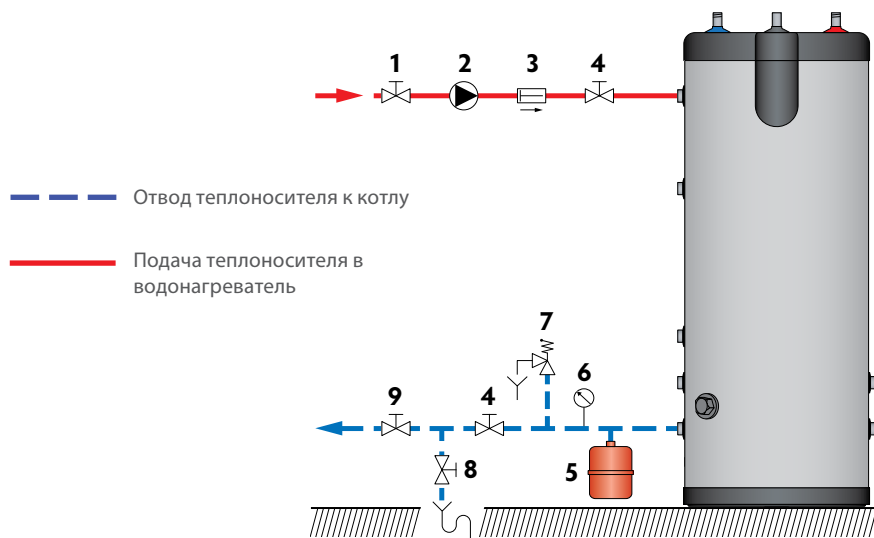 1 2 3 4
Отвод теплоносителя к котлу
Подача теплоносителя в
водонагреватель
7
6
9 4
8 5